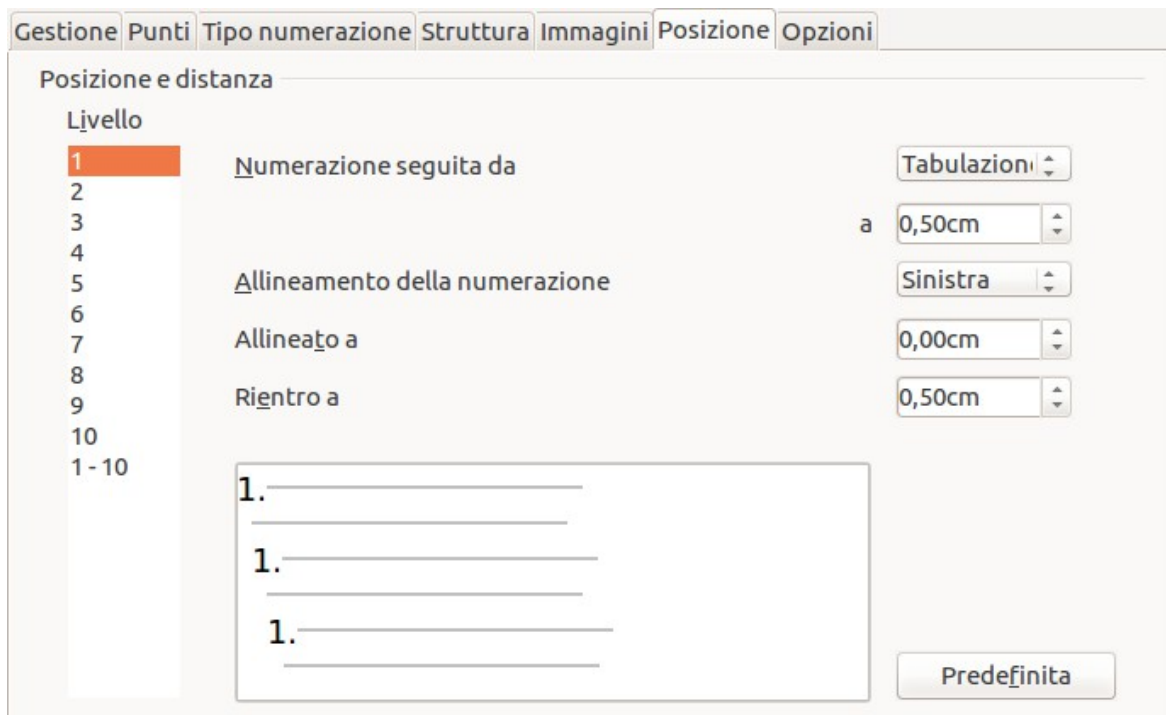 Gestione Punti Tipo numerazione Struttura Immagini Posizione Opzioni
Posizione e distanza
Livello
1
2
3
4
5
6
7
8
9
10
1 - 10
Numerazione seguita da Tabulazion
a 0,50cm
Allineamento della numerazione Sinistra
Allineato a 0,00cm
Rientro a 0,50cm
1.
1.
1.
Predefinita